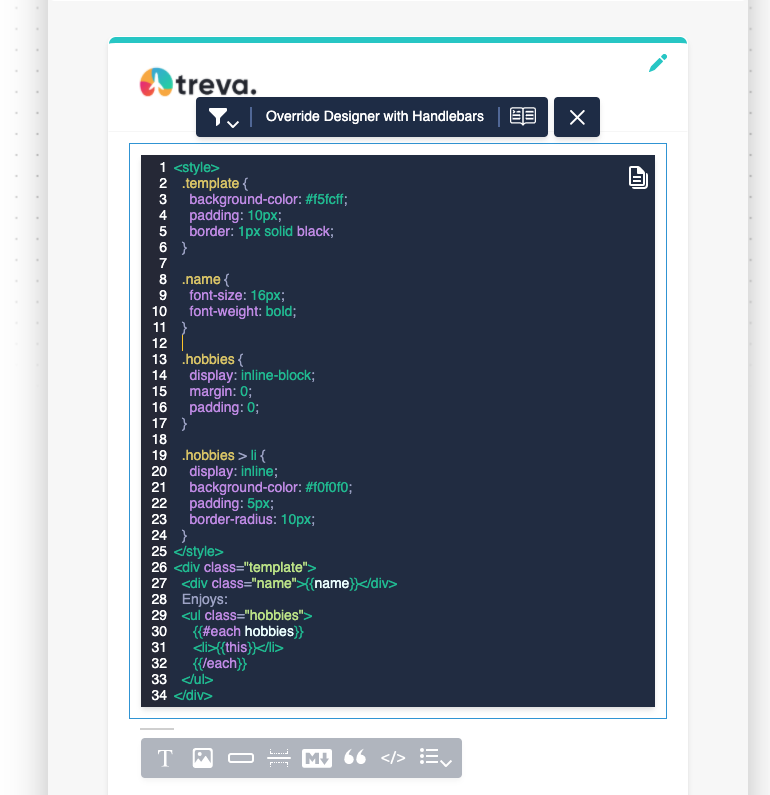 treva.
Override Designer with Handlebars
1 <style>
2 .template {
3 background-color: #f5fcff;
4 padding: 10px;
5 border: 1px solid black;
6 }
7
8 .name {
9 font-size: 16px;
10 font-weight: bold;
11 }
12
13 .hobbies {
14 display: inline-block;
15 margin: 0;
16 padding: 0;
17 }
18
19 .hobbies > li {
20 display: inline;
21 background-color: #f0f0f0;
22 padding: 5px;
23 border-radius: 10px;
24 }
25 </style>
26 <div class="template">
27 <div class="name">{{name}}</div>
28 Enjoys:
29 <ul class="hobbies">
30 {{#each hobbies}}
31 <li>{{this}}</li>
32 {{/each}}
33 </ul>
34 </div>
T M </>